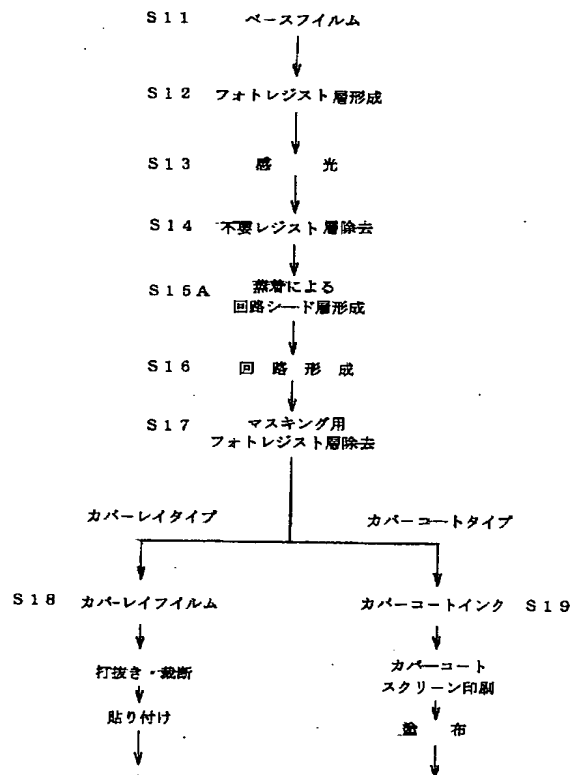 S11 ベースフイルム
S12 フォトレジスト層形成
S13 感光
S14 不要レジスト層除去
S15A 蒸着による
回路シード層形成
S16 回路形成
S17 マスキング用
フォトレジスト層除去
カバーレイタイプ
カバーコートタイプ
S18 カバーレイフイルム
カバーコートインク S19
打抜き・裁断
カバーコート
スクリーン印刷
貼り付け
塗布